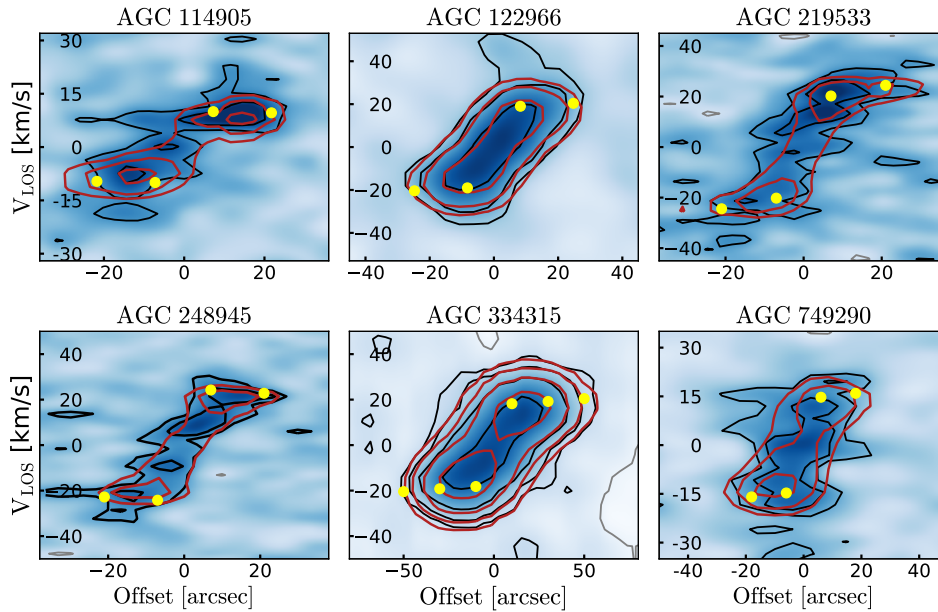 AGC 114905 AGC 122966 AGC 219533
V_LOS [km/s]
30 15 0 −15 −30
−20 0 20
40 20 0 −20 −40
−40 −20 0 20 40
40 20 0 −20 −40
−20 0 20
AGC 248945 AGC 334315 AGC 749290
V_LOS [km/s]
40 20 0 −20 −40
−20 0 20
40 20 0 −20 −40
−50 0 50
30 15 0 -15 -30
-40 -20 0 20 40
Offset [arcsec] Offset [arcsec] Offset [arcsec]